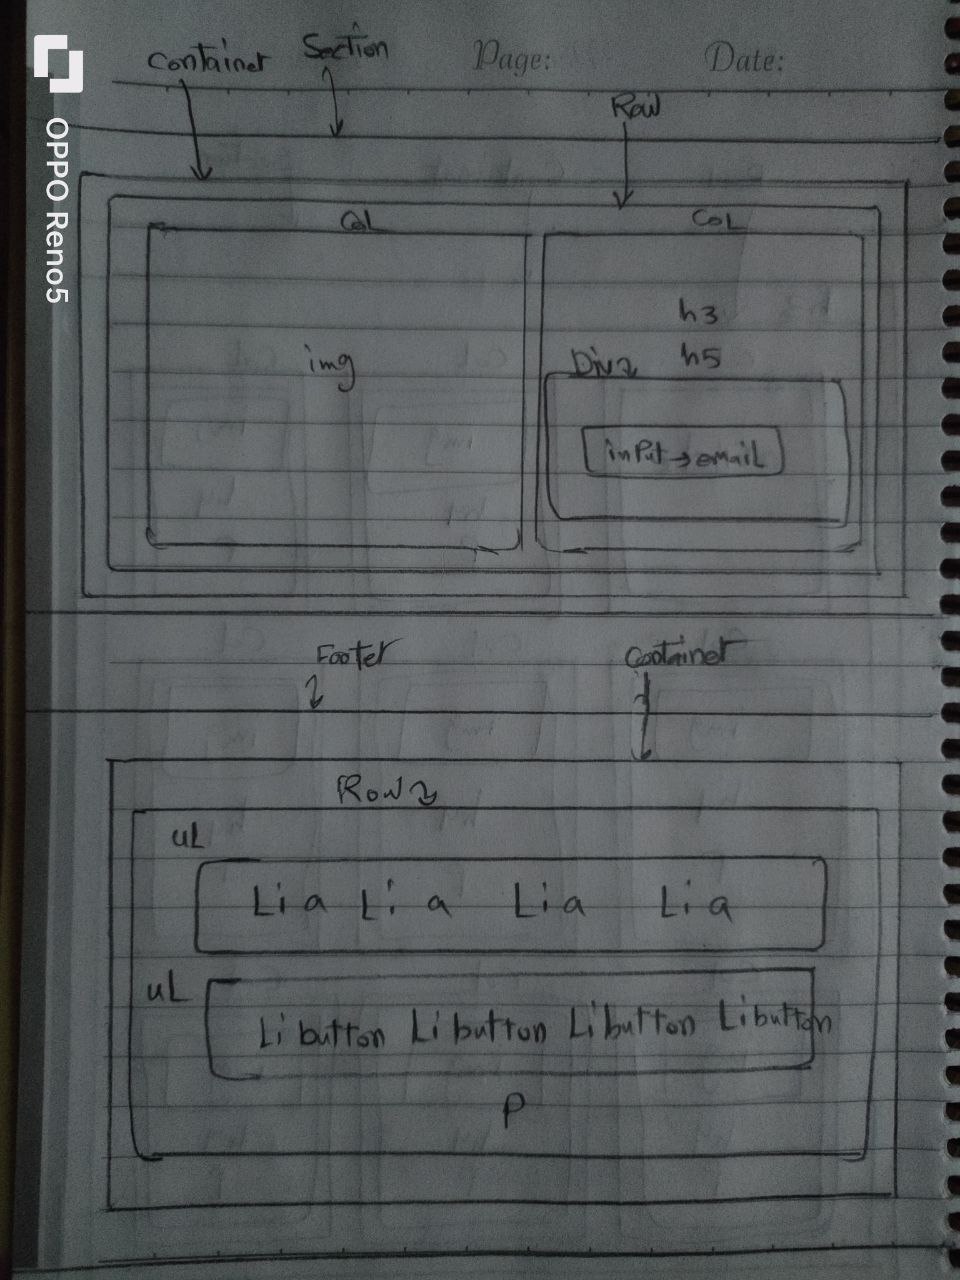 Container Section Page: Date:
Row
OPPO Reno5
Col Col
h3
img Div h5
input → email
Footer Container
Row
uL
Li a Li a Li a Li a
uL
Li button Li button Li button Li button
P